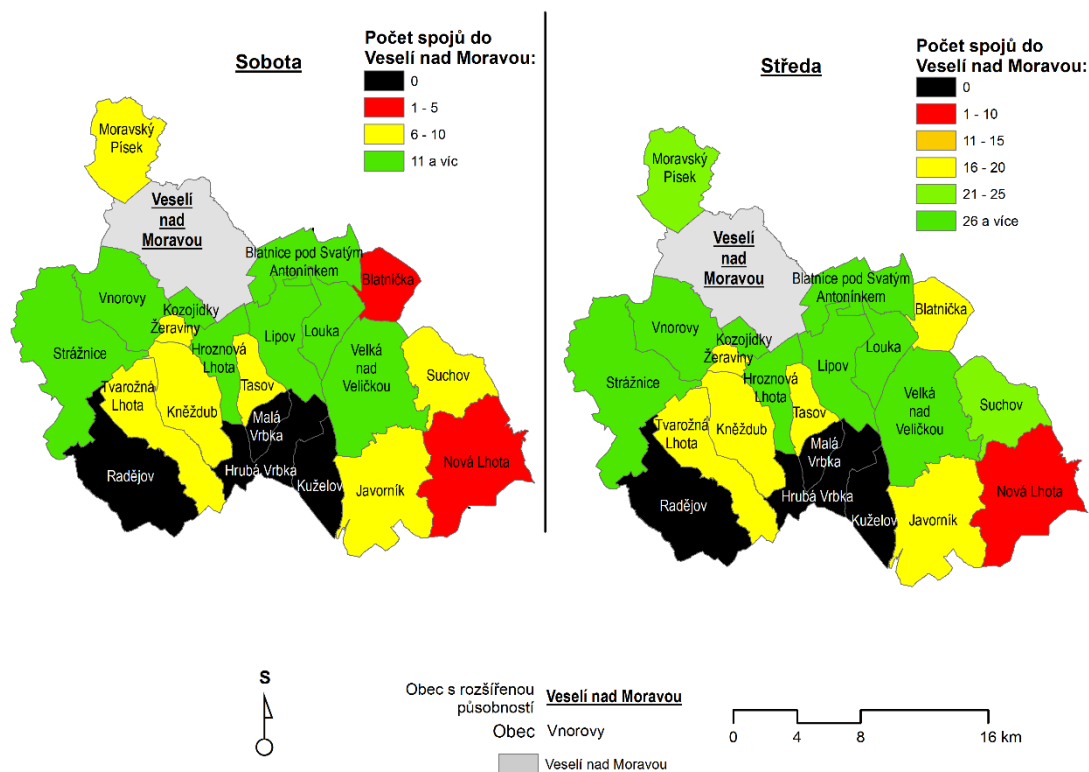 Sobota
Počet spojů do
Veselí nad Moravou:
0
1 - 5
6 - 10
11 a víc
Moravský
Písek
Veselí
nad
Moravou
Blatnice pod Svatým
Antonínkem
Blatnička
Vnorovy
Kozojídky
Žeraviny
Lipov
Louka
Strážnice
Hroznová
Lhota
Velká
nad
Veličkou
Suchov
Tvarožná
Lhota
Kněždub
Tasov
Malá
Vrbka
Nová Lhota
Radějov
Hrubá Vrbka
Kuželov
Javorník
Středa
Počet spojů do
Veselí nad Moravou:
0
1 - 10
11 - 15
16 - 20
21 - 25
26 a více
Moravský
Písek
Veselí
nad
Moravou
Blatnice pod Svatým
Antonínkem
Blatnička
Vnorovy
Kozojídky
Žeraviny
Lipov
Louka
Strážnice
Hroznová
Lhota
Velká
nad
Veličkou
Suchov
Tvarožná
Lhota
Kněždub
Tasov
Malá
Vrbka
Nová Lhota
Radějov
Hrubá Vrbka
Kuželov
Javorník
S
Obec s rozšířenou
působností
Veselí nad Moravou
Obec
Vnorovy
Veselí nad Moravou
0 4 8 16 km